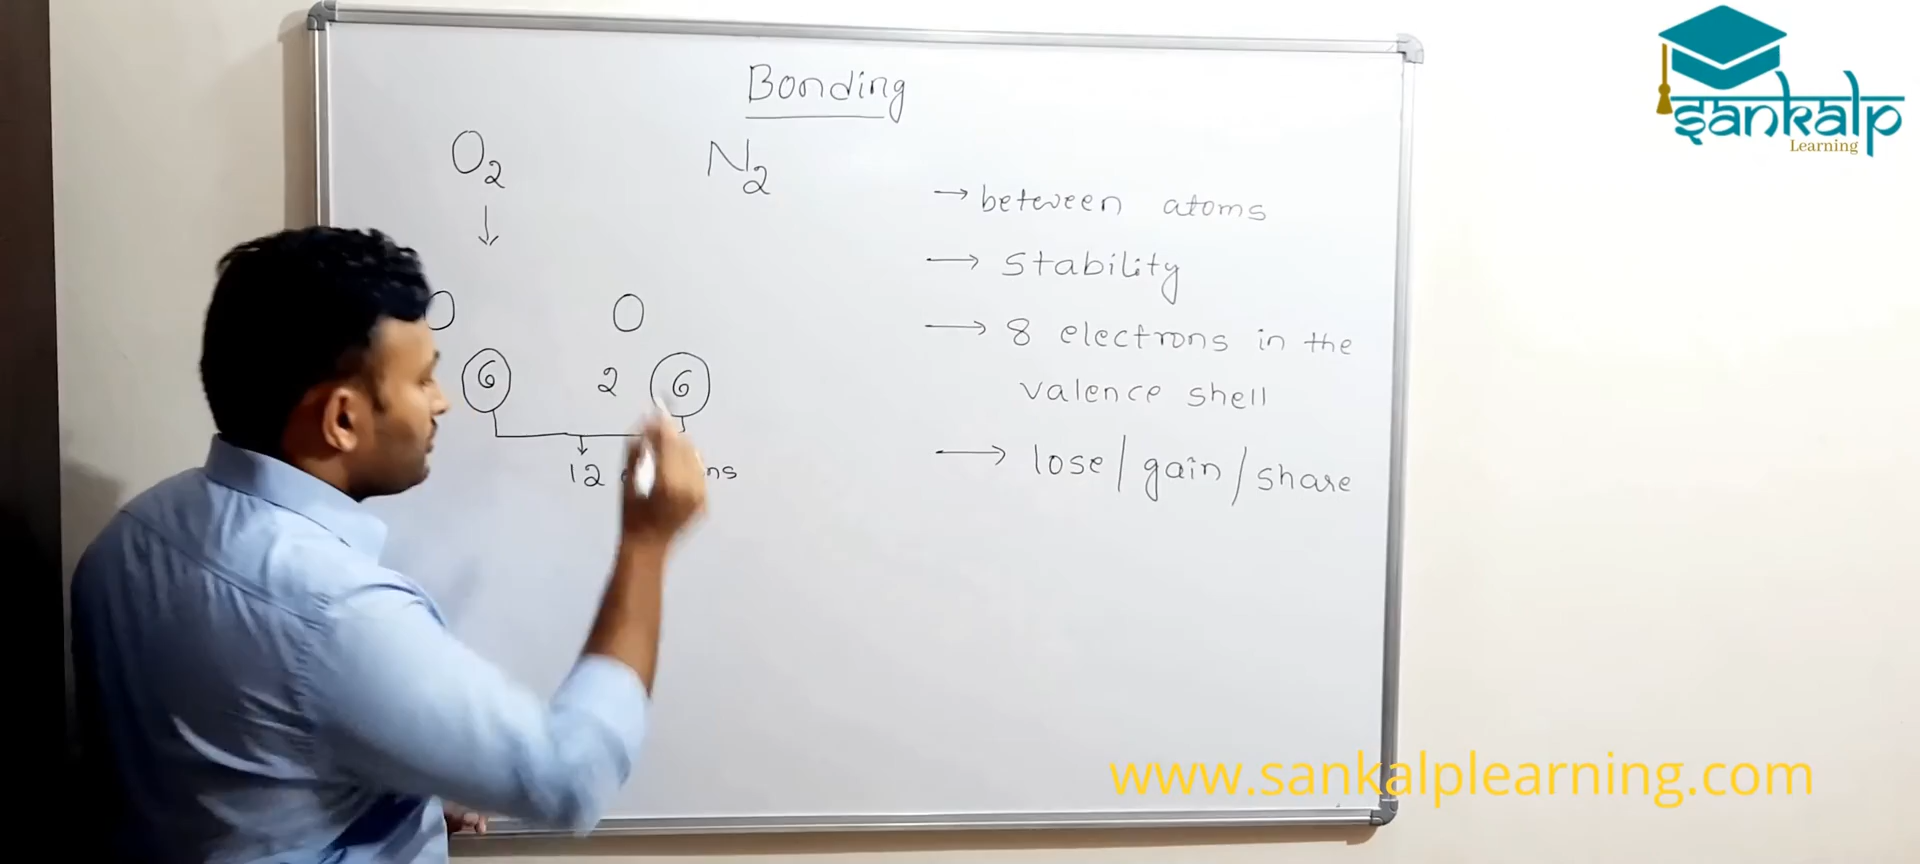 Bonding
O2 N2
O O
6 2 6
12
→ between atoms
→ Stability
→ 8 electrons in the
valence shell
→ lose / gain / share
sankalp
Learning
www.sankalplearning.com